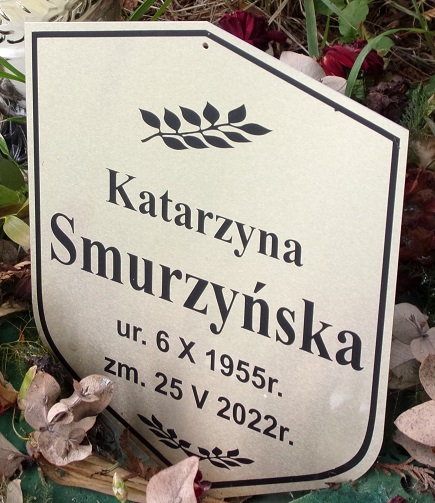 Katarzyna
Smurzyńska
ur. 6 X 1955r.
zm. 25 V 2022r.